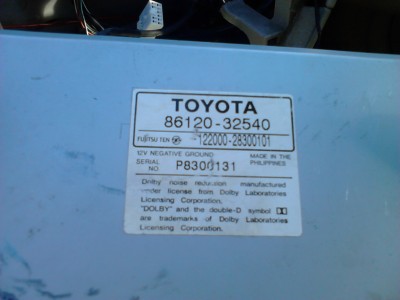 TOYOTA
86120-32540
FUJITSU TEN 122000-28300101
12V NEGATIVE GROUND MADE IN THE
SERIAL PHILIPPINES
NO P8300131
Dolby noise reduction manufactured
under license from Dolby Laboratories
Licensing Corporation.
"DOLBY" and the double-D symbol
are trademarks of Dolby Laboratories
Licensing Corporation.